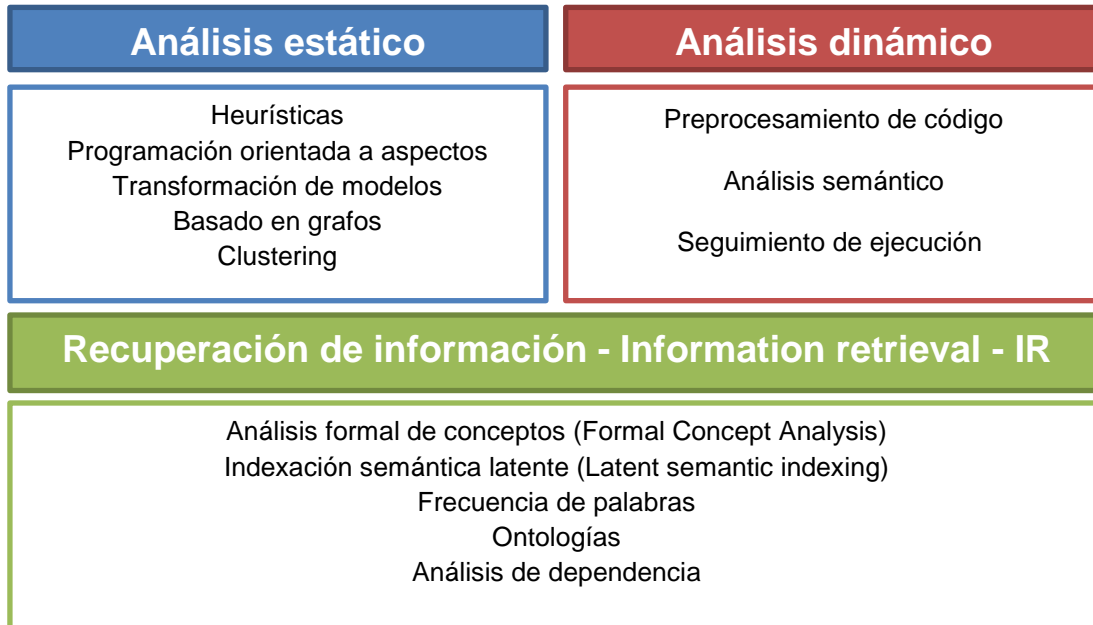 Análisis estático
Heurísticas
Programación orientada a aspectos
Transformación de modelos
Basado en grafos
Clustering
Análisis dinámico
Preprocesamiento de código
Análisis semántico
Seguimiento de ejecución
Recuperación de información - Information retrieval - IR
Análisis formal de conceptos (Formal Concept Analysis)
Indexación semántica latente (Latent semantic indexing)
Frecuencia de palabras
Ontologías
Análisis de dependencia